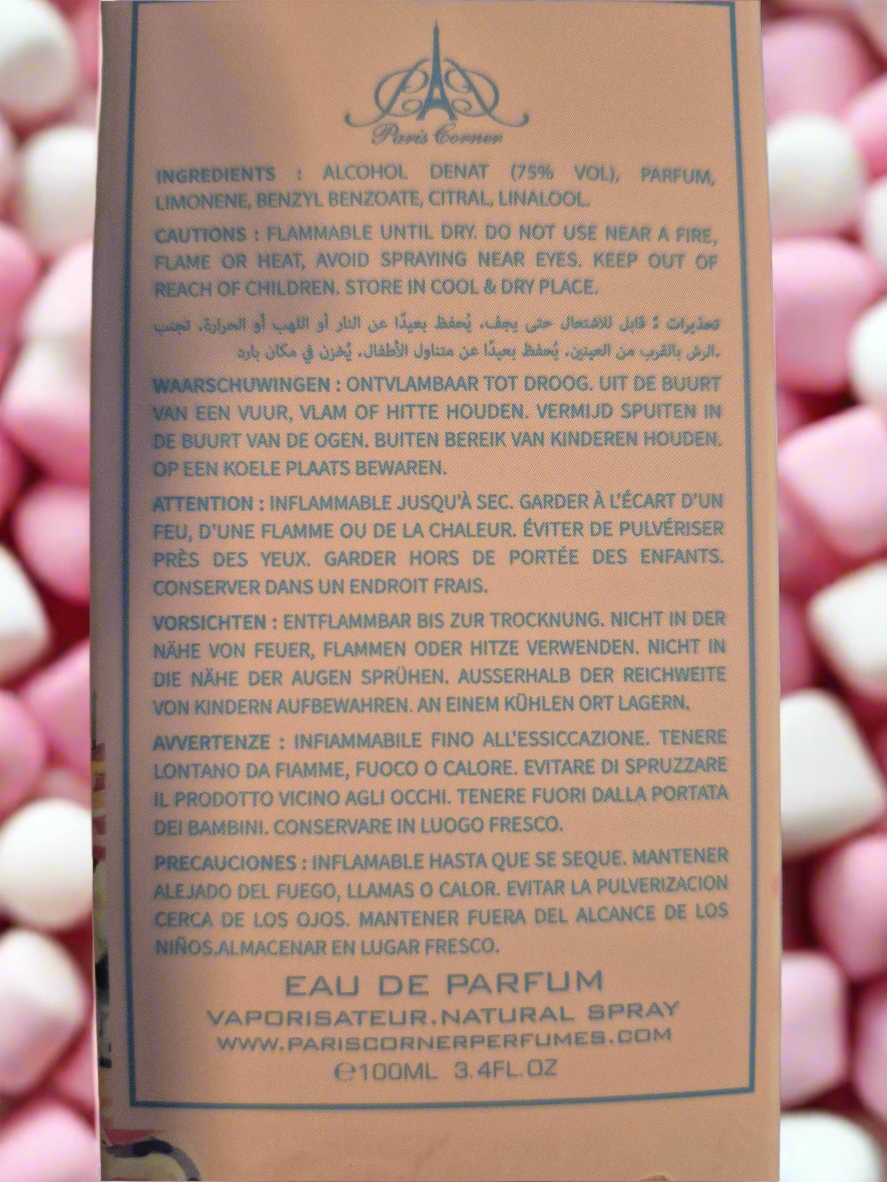 Paris Corner
INGREDIENTS : ALCOHOL DENAT (75% VOL), PARFUM,
LIMONENE, BENZYL BENZOATE, CITRAL, LINALOOL.
CAUTIONS : FLAMMABLE UNTIL DRY. DO NOT USE NEAR A FIRE,
FLAME OR HEAT, AVOID SPRAYING NEAR EYES. KEEP OUT OF
REACH OF CHILDREN. STORE IN COOL & DRY PLACE.
تحذيرات : قابل للاشتعال حتى يجف. يُحفظ بعيدًا عن النار أو اللهب أو الحرارة. تجنب
الرش بالقرب من العينين. يُحفظ بعيدًا عن متناول الأطفال. يُخزن في مكان بارد.
WAARSCHUWINGEN : ONTVLAMBAAR TOT DROOG. UIT DE BUURT
VAN EEN VUUR, VLAM OF HITTE HOUDEN. VERMIJD SPUITEN IN
DE BUURT VAN DE OGEN. BUITEN BEREIK VAN KINDEREN HOUDEN.
OP EEN KOELE PLAATS BEWAREN.
ATTENTION : INFLAMMABLE JUSQU'À SEC. GARDER À L'ÉCART D'UN
FEU, D'UNE FLAMME OU DE LA CHALEUR. ÉVITER DE PULVÉRISER
PRÈS DES YEUX. GARDER HORS DE PORTÉE DES ENFANTS.
CONSERVER DANS UN ENDROIT FRAIS.
VORSICHTEN : ENTFLAMMBAR BIS ZUR TROCKNUNG. NICHT IN DER
NÄHE VON FEUER, FLAMMEN ODER HITZE VERWENDEN. NICHT IN
DIE NÄHE DER AUGEN SPRÜHEN. AUSSERHALB DER REICHWEITE
VON KINDERN AUFBEWAHREN. AN EINEM KÜHLEN ORT LAGERN.
AVVERTENZE : INFIAMMABILE FINO ALL'ESSICCAZIONE. TENERE
LONTANO DA FIAMME, FUOCO O CALORE. EVITARE DI SPRUZZARE
IL PRODOTTO VICINO AGLI OCCHI. TENERE FUORI DALLA PORTATA
DEI BAMBINI. CONSERVARE IN LUOGO FRESCO.
PRECAUCIONES : INFLAMABLE HASTA QUE SE SEQUE. MANTENER
ALEJADO DEL FUEGO, LLAMAS O CALOR. EVITAR LA PULVERIZACION
CERCA DE LOS OJOS. MANTENER FUERA DEL ALCANCE DE LOS
NIÑOS.ALMACENAR EN LUGAR FRESCO.
EAU DE PARFUM
VAPORISATEUR.NATURAL SPRAY
WWW.PARISCORNERPERFUMES.COM
℮100ML 3.4FL.OZ